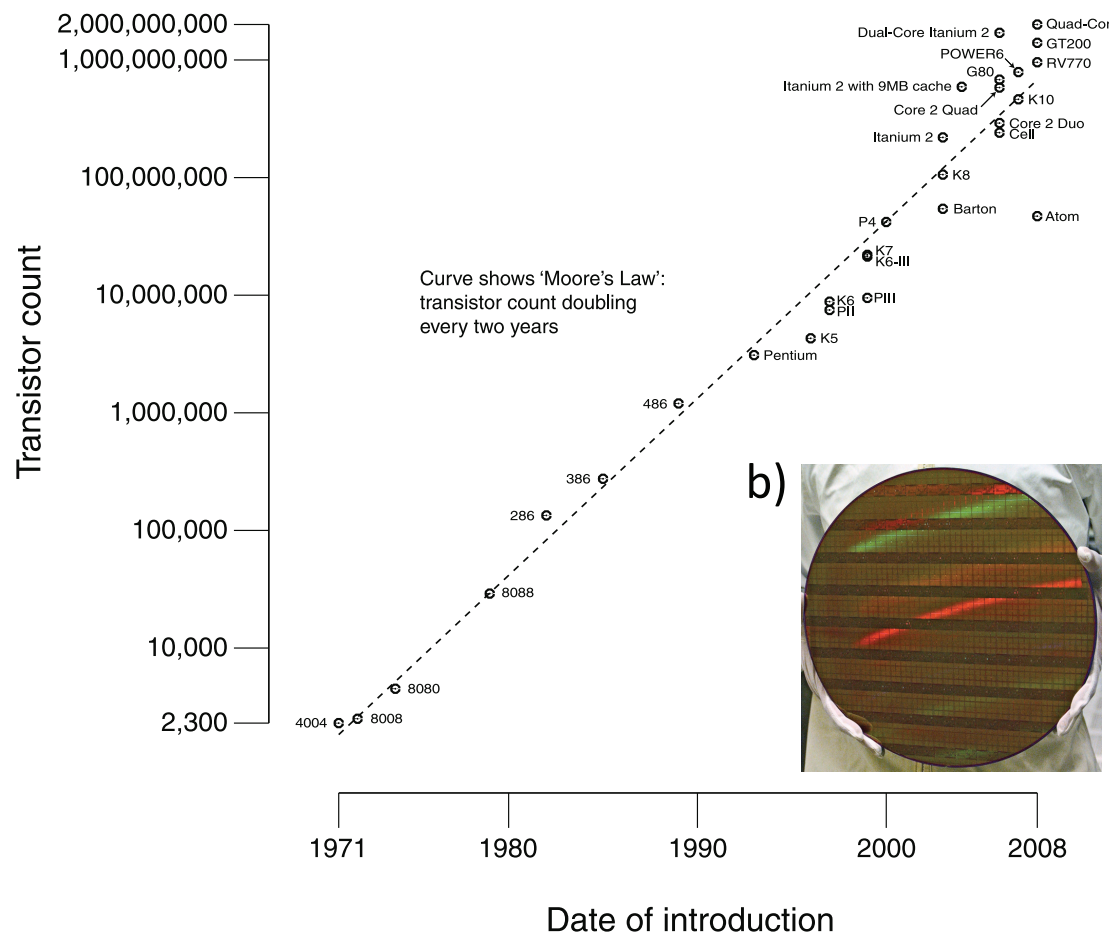 2,000,000,000
1,000,000,000
100,000,000
10,000,000
1,000,000
100,000
10,000
2,300
Transistor count
Quad-Cor
Dual-Core Itanium 2
GT200
POWER6
RV770
G80
Itanium 2 with 9MB cache
K10
Core 2 Quad
Core 2 Duo
Cell
Itanium 2
K8
Barton
Atom
P4
K7
K6-III
Curve shows ‘Moore’s Law’:
transistor count doubling
every two years
K6
PIII
PII
K5
Pentium
486
386
286
8088
8080
8008
4004
b)
1971
1980
1990
2000
2008
Date of introduction